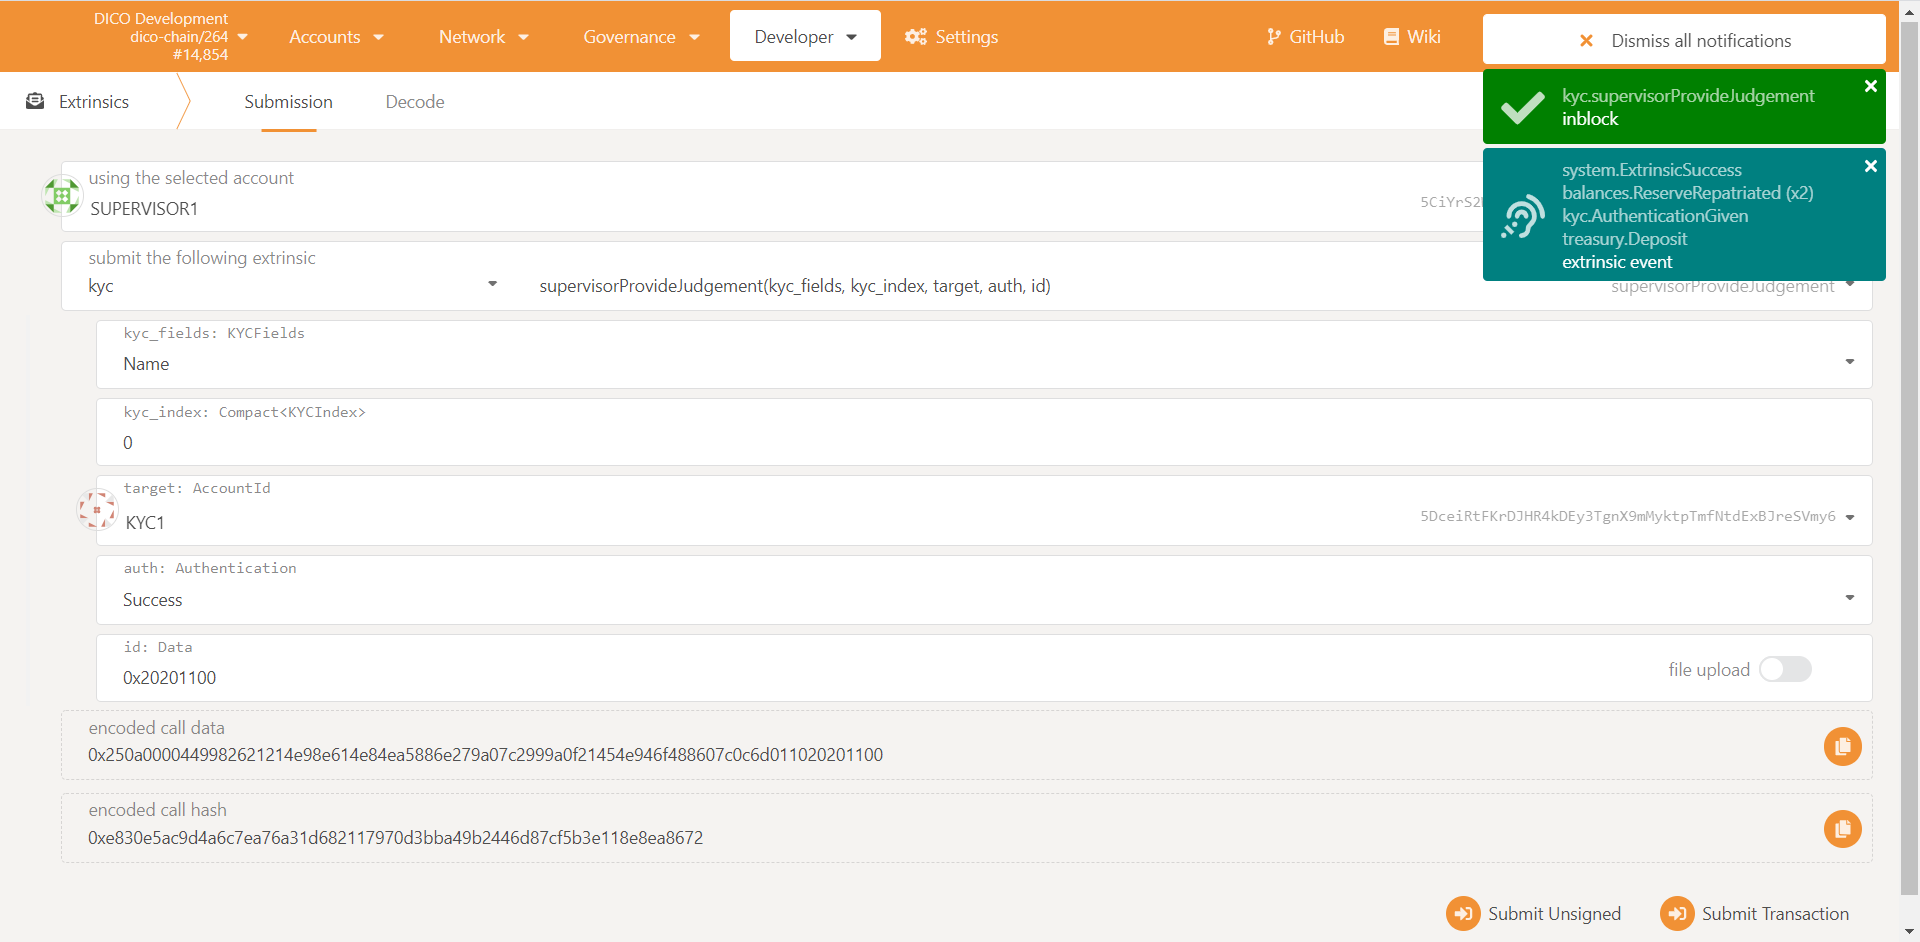 DICO Development
dico-chain/264
#14,854
Accounts
Network
Governance
Developer
Settings
GitHub
Wiki
Dismiss all notifications
kyc.supervisorProvideJudgement
inblock
system.ExtrinsicSuccess
balances.ReserveRepatriated (x2)
kyc.AuthenticationGiven
treasury.Deposit
extrinsic event
Extrinsics
Submission
Decode
using the selected account
SUPERVISOR1
5CiYrS2
submit the following extrinsic
kyc
supervisorProvideJudgement(kyc_fields, kyc_index, target, auth, id)
supervisorProvideJudgement
kyc_fields: KYCFields
Name
kyc_index: Compact<KYCIndex>
0
target: AccountId
KYC1
5DceiRtFKrDJHR4kDEy3TgnX9mMyktpTmfNtdExBJreSVmy6
auth: Authentication
Success
id: Data
0x20201100
file upload
encoded call data
0x250a0000449982621214e98e614e84ea5886e279a07c2999a0f21454e946f488607c0c6d011020201100
encoded call hash
0xe830e5ac9d4a6c7ea76a31d682117970d3bba49b2446d87cf5b3e118e8ea8672
Submit Unsigned
Submit Transaction